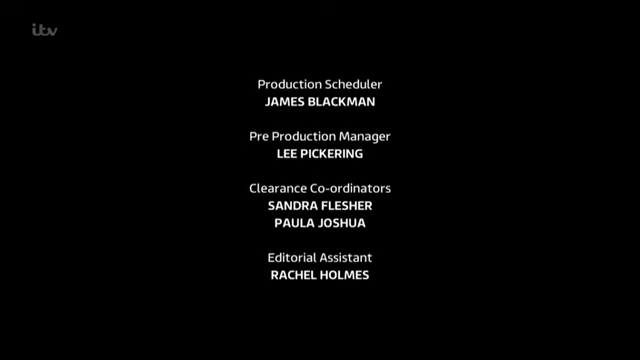 itv
Production Scheduler
JAMES BLACKMAN
Pre Production Manager
LEE PICKERING
Clearance Co-ordinators
SANDRA FLESHER
PAULA JOSHUA
Editorial Assistant
RACHEL HOLMES